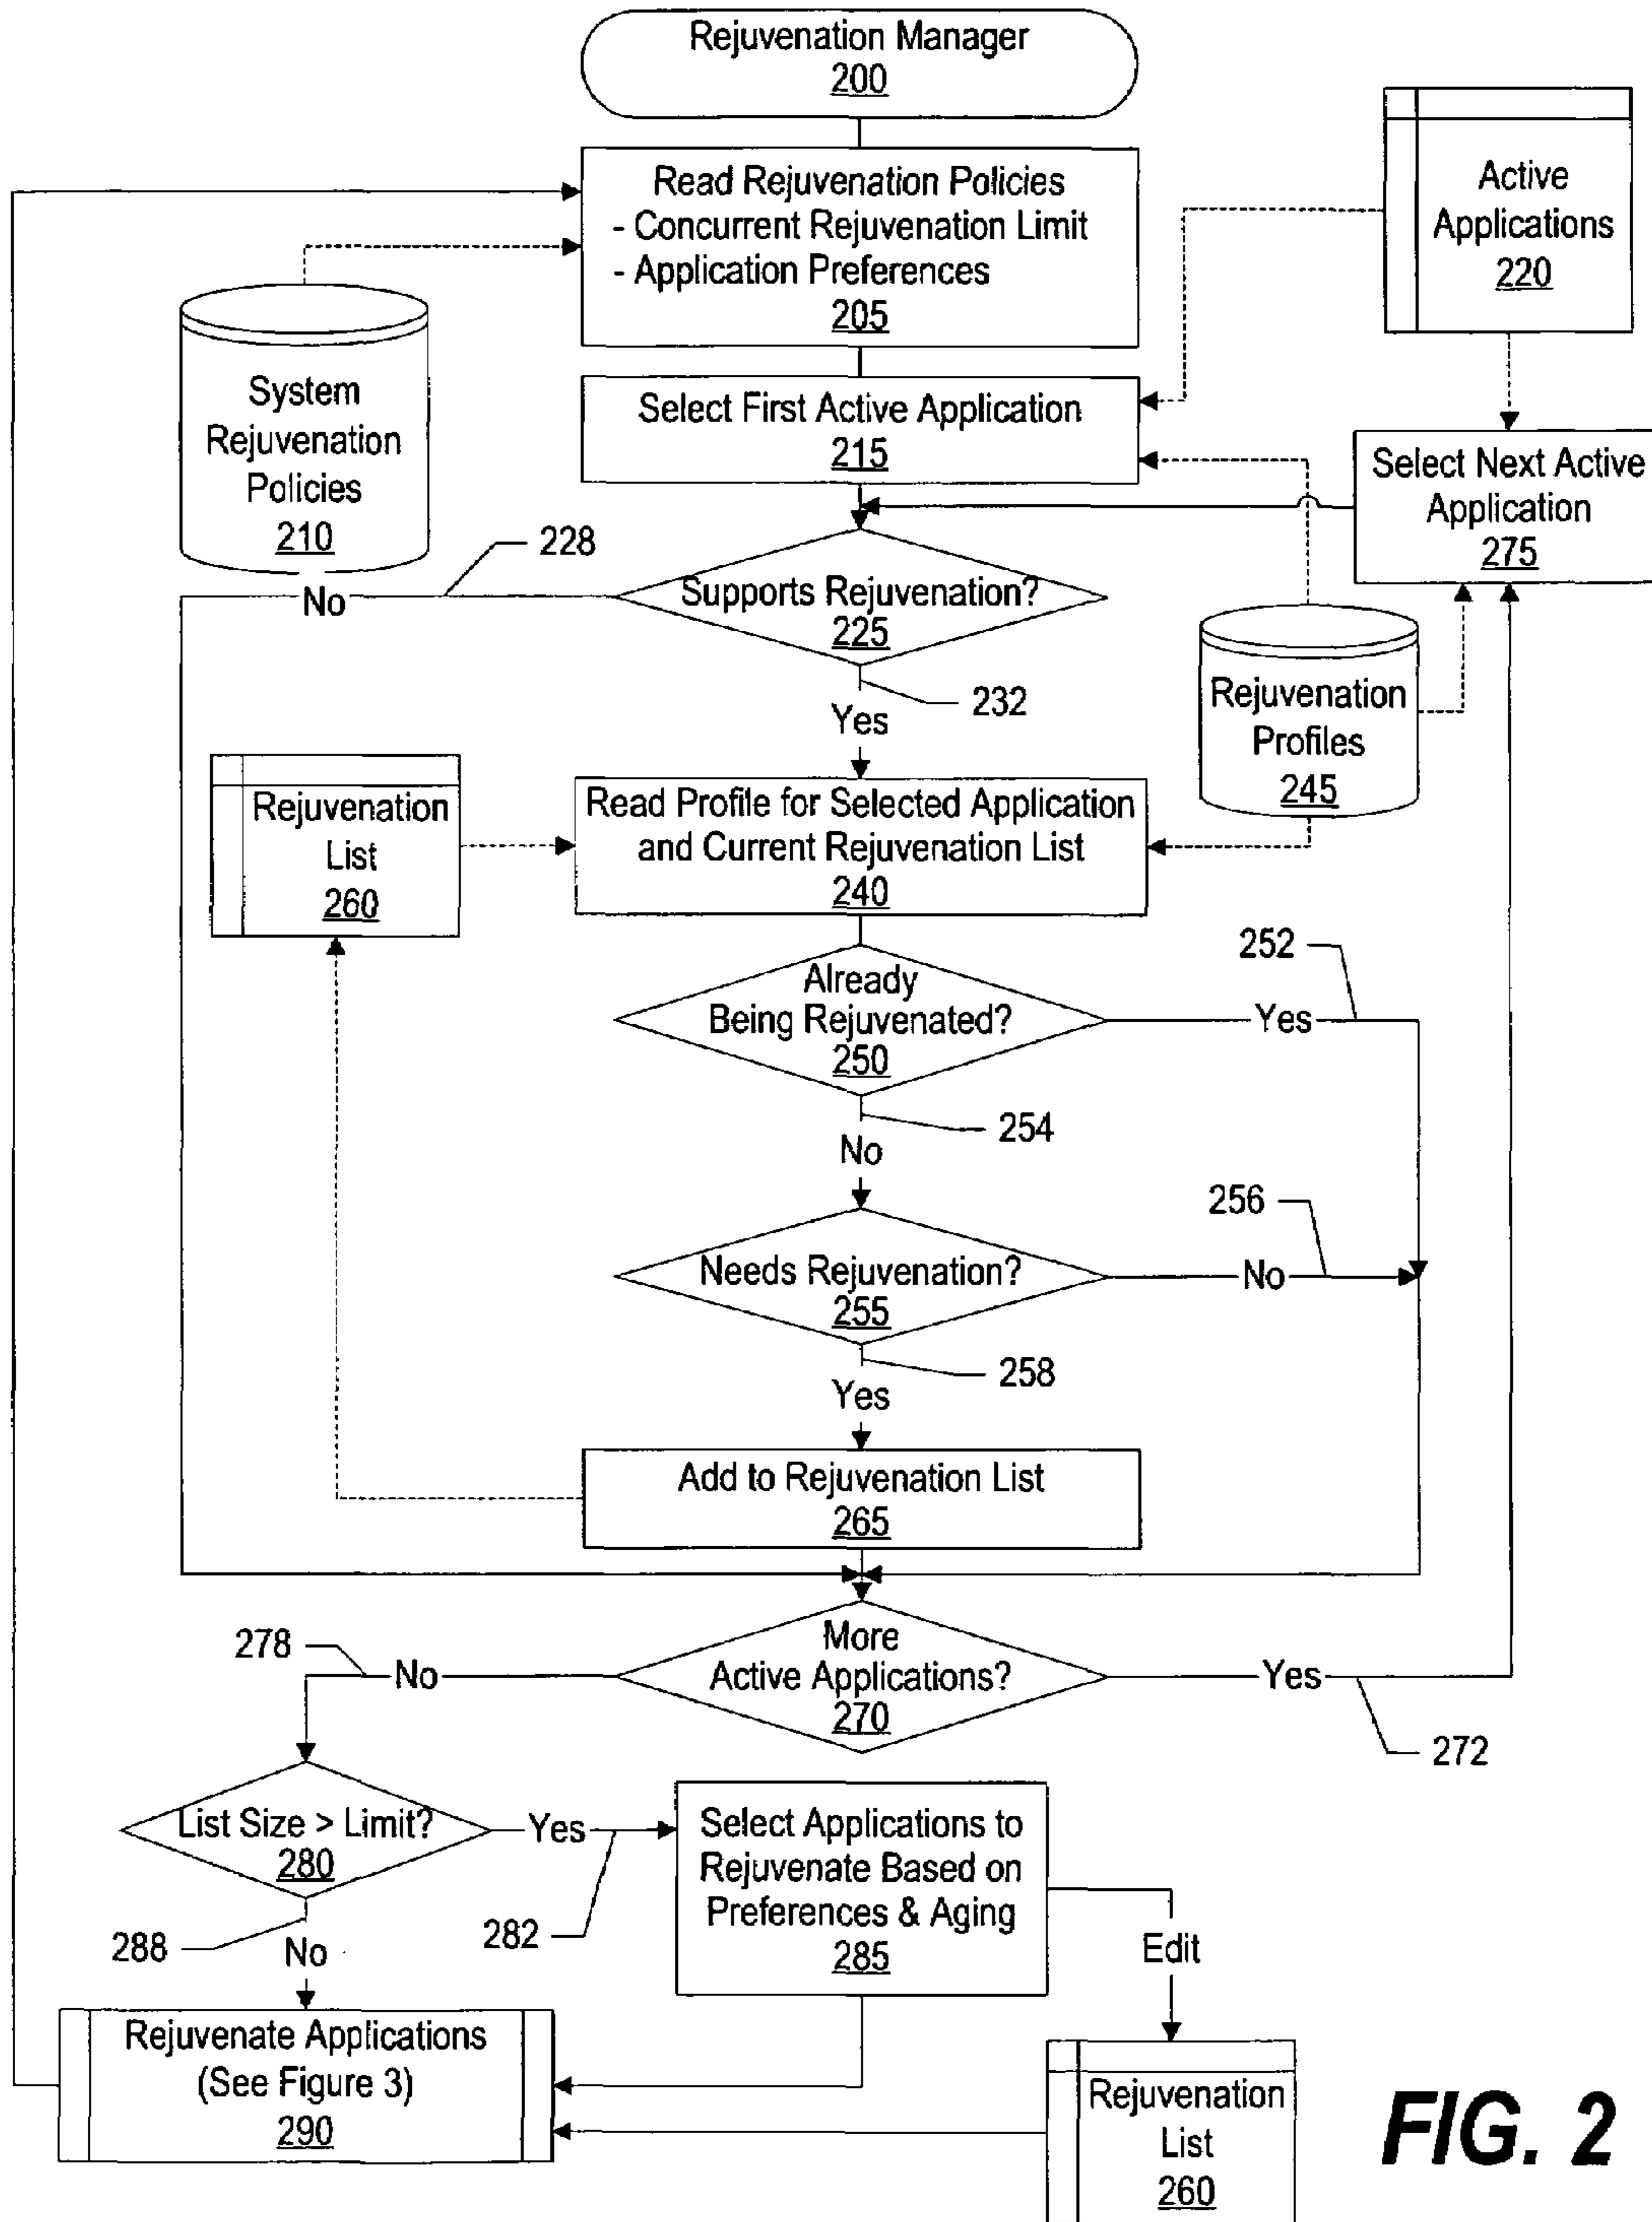 Rejuvenation Manager
200
Read Rejuvenation Policies
- Concurrent Rejuvenation Limit
- Application Preferences
205
Active
Applications
220
System
Rejuvenation
Policies
210
Select First Active Application
215
Select Next Active
Application
275
228
No
Supports Rejuvenation?
225
232
Yes
Rejuvenation
Profiles
245
Rejuvenation
List
260
Read Profile for Selected Application
and Current Rejuvenation List
240
252
Already
Being Rejuvenated?
250
Yes
254
No
256
Needs Rejuvenation?
255
No
258
Yes
Add to Rejuvenation List
265
278
No
More
Active Applications?
270
Yes
272
List Size > Limit?
280
Yes
282
Select Applications to
Rejuvenate Based on
Preferences & Aging
285
288
No
Edit
Rejuvenate Applications
(See Figure 3)
290
Rejuvenation
List
260
FIG. 2